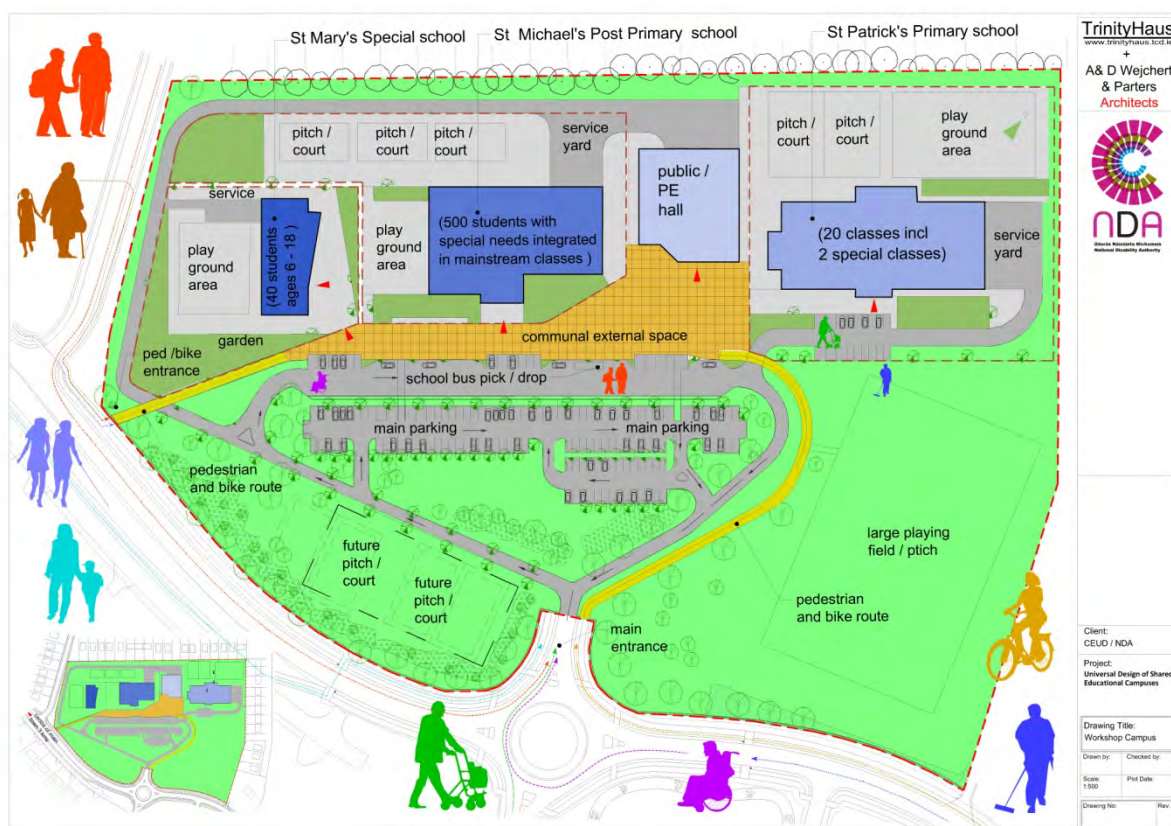 St Mary's Special school
St Michael's Post Primary school
St Patrick's Primary school
pitch /
court
pitch /
court
pitch /
court
service
yard
public /
PE
hall
pitch /
court
pitch /
court
play
ground
area
service
play
ground
area
(40 students
ages 6 - 18 )
play
ground
area
(500 students with
special needs integrated
in mainstream classes )
(20 classes incl
2 special classes)
service
yard
garden
communal external space
ped /bike
entrance
school bus pick / drop
main parking
main parking
pedestrian
and bike route
future
pitch /
court
future
pitch /
court
large playing
field / ptich
pedestrian
and bike route
main
entrance
TrinityHaus
www.trinityhaus.tcd.ie
+
A& D Wejchert
& Parters
Architects
NDA
Údarás Náisiúnta Míchumais
National Disability Authority
Client:
CEUD / NDA
Project:
Universal Design of Shared
Educational Campuses
Drawing Title:
Workshop Campus
Drawn by:
Checked by:
Scale:
1:500
Plot Date:
Drawing No:
Rev.